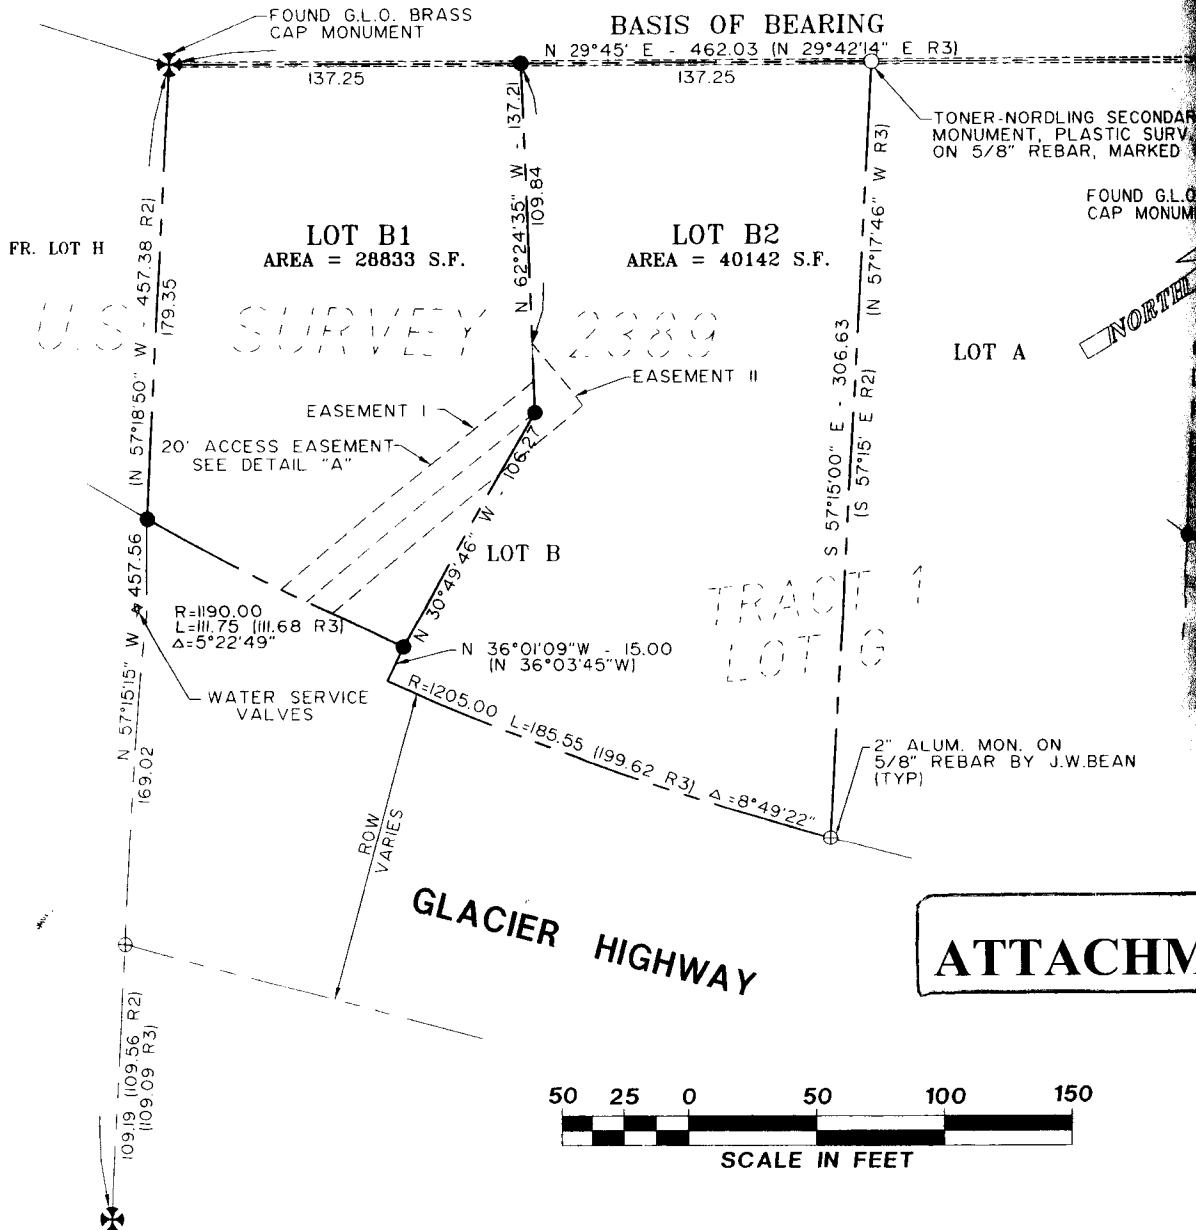 FOUND G.L.O. BRASS
CAP MONUMENT
BASIS OF BEARING
N 29°45' E - 462.03 (N 29°42'14" E R3)
137.25
137.25
TONER-NORDLING SECONDAR
MONUMENT, PLASTIC SURV
ON 5/8" REBAR, MARKED
FOUND G.L.O
CAP MONUM
NORTH
FR. LOT H
(N 57°18'50" W - 457.38 R2)
179.35
LOT B1
AREA = 28833 S.F.
N 62°24'35" W - 137.21
109.84
LOT B2
AREA = 40142 S.F.
(N 57°17'46" W R3)
S 57°15'00" E - 306.63
(S 57°15' E R2)
LOT A
U.S. SURVEY 2389
EASEMENT II
EASEMENT I
20' ACCESS EASEMENT
SEE DETAIL "A"
N 30°49'46" W - 106.27
LOT B
TRACT 1
LOT G
N 57°15'15" W - 457.56
169.02
R=1190.00
L=111.75 (111.68 R3)
Δ=5°22'49"
N 36°01'09"W - 15.00
(N 36°03'45"W)
WATER SERVICE
VALVES
R=1205.00 L=185.55 (199.62 R3) Δ=8°49'22"
2" ALUM. MON. ON
5/8" REBAR BY J.W.BEAN
(TYP)
ROW
VARIES
GLACIER HIGHWAY
ATTACHM
109.19 (109.56 R2)
(109.09 R3)
50 25 0 50 100 150
SCALE IN FEET